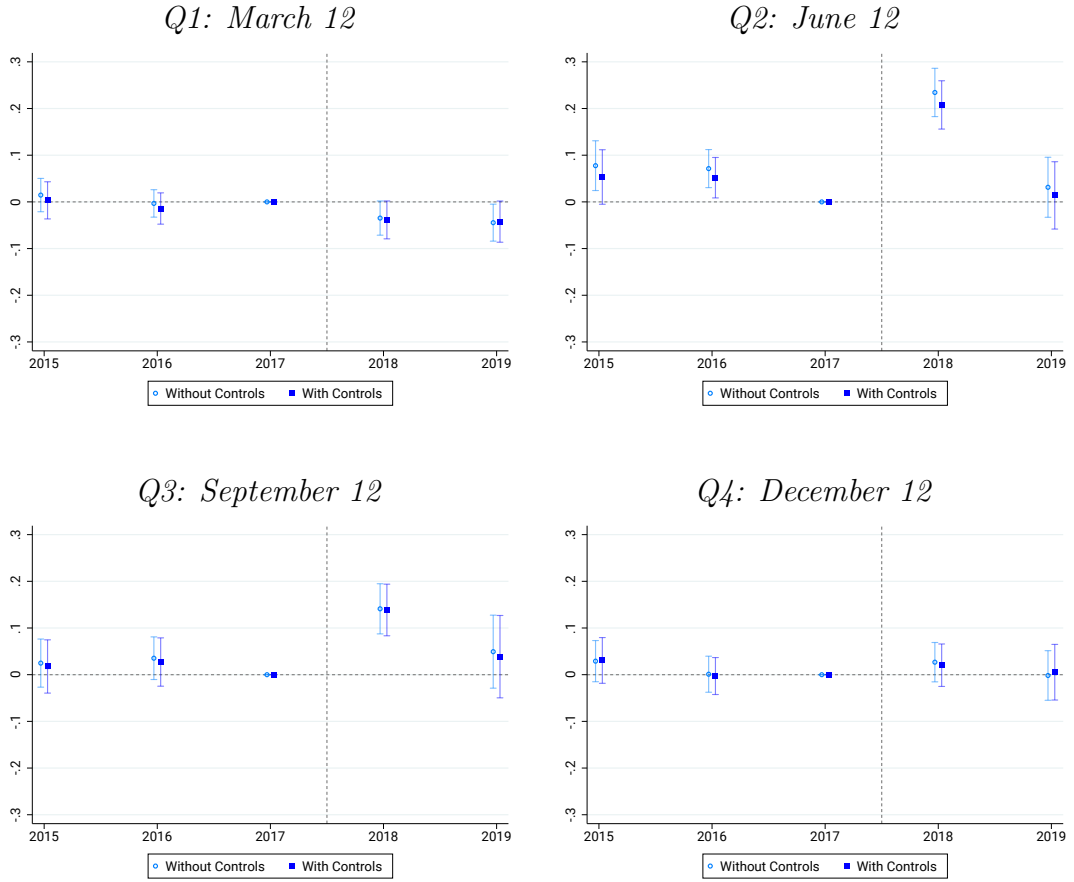 Q1: March 12
.3
.2
.1
0
-.1
-.2
-.3
2015 2016 2017 2018 2019
Without Controls With Controls
Q2: June 12
.3
.2
.1
0
-.1
-.2
-.3
2015 2016 2017 2018 2019
Without Controls With Controls
Q3: September 12
.3
.2
.1
0
-.1
-.2
-.3
2015 2016 2017 2018 2019
Without Controls With Controls
Q4: December 12
.3
.2
.1
0
-.1
-.2
-.3
2015 2016 2017 2018 2019
Without Controls With Controls